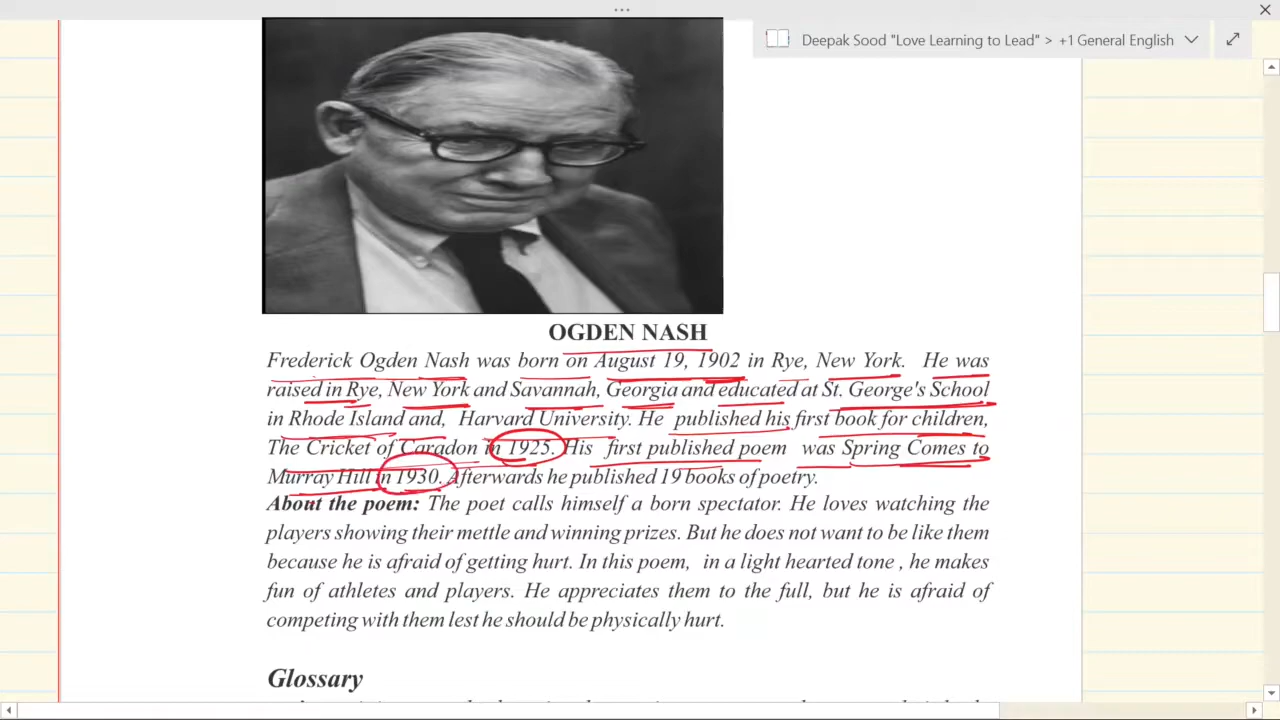 Deepak Sood "Love Learning to Lead" > +1 General English
OGDEN NASH
Frederick Ogden Nash was born on August 19, 1902 in Rye, New York. He was
raised in Rye, New York and Savannah, Georgia and educated at St. George's School
in Rhode Island and, Harvard University. He published his first book for children,
The Cricket of Caradon in 1925. His first published poem was Spring Comes to
Murray Hill in 1930. Afterwards he published 19 books of poetry.
About the poem: The poet calls himself a born spectator. He loves watching the
players showing their mettle and winning prizes. But he does not want to be like them
because he is afraid of getting hurt. In this poem, in a light hearted tone , he makes
fun of athletes and players. He appreciates them to the full, but he is afraid of
competing with them lest he should be physically hurt.
Glossary